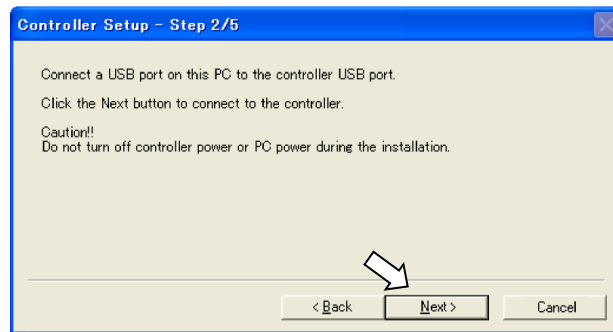 Controller Setup - Step 2/5
Connect a USB port on this PC to the controller USB port.
Click the Next button to connect to the controller.
Caution!!
Do not turn off controller power or PC power during the installation.
< Back
Next >
Cancel